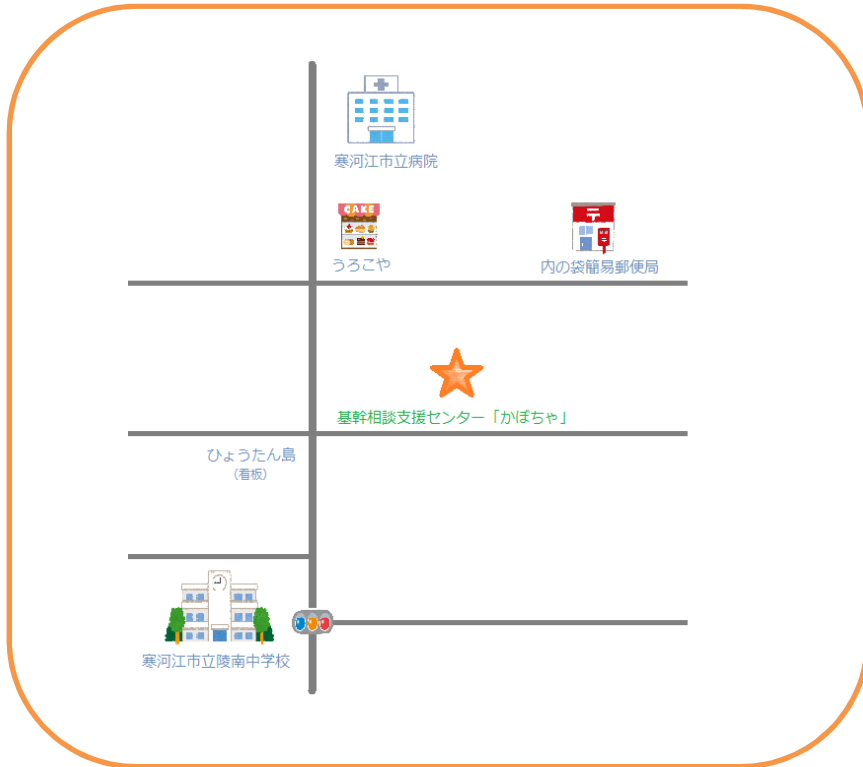 寒河江市立病院
CAKE
うろこや
内の袋簡易郵便局
基幹相談支援センター「かぼちゃ」
ひょうたん島
（看板）
寒河江市立陵南中学校